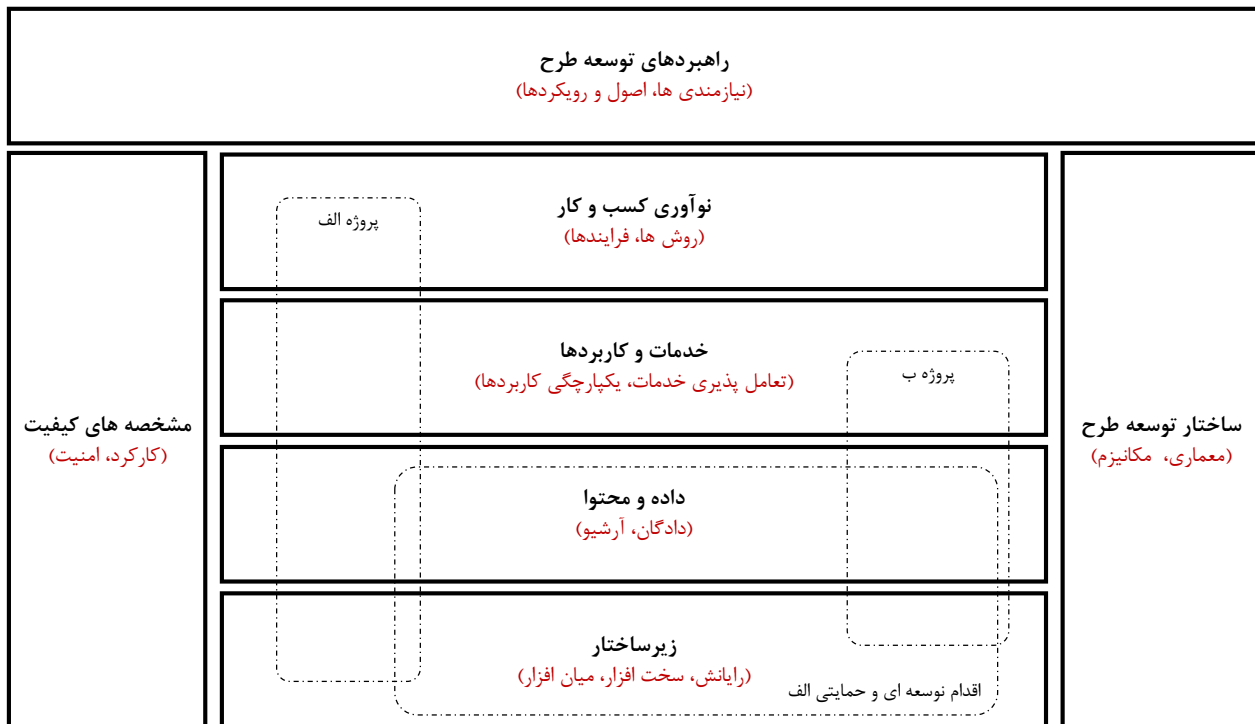 راهبردهای توسعه طرح
(نیازمندی ها، اصول و رویکردها)
نوآوری کسب و کار
(روش ها، فرایندها)
پروژه الف
خدمات و کاربردها
(تعامل پذیری خدمات، یکپارچگی کاربردها)
پروژه ب
ساختار توسعه طرح
(معماری، مکانیزم)
مشخصه های کیفیت
(کارکرد، امنیت)
داده و محتوا
(دادگان، آرشیو)
زیرساختار
(رایانش، سخت افزار، میان افزار)
اقدام نوسعه ای و حمایتی الف